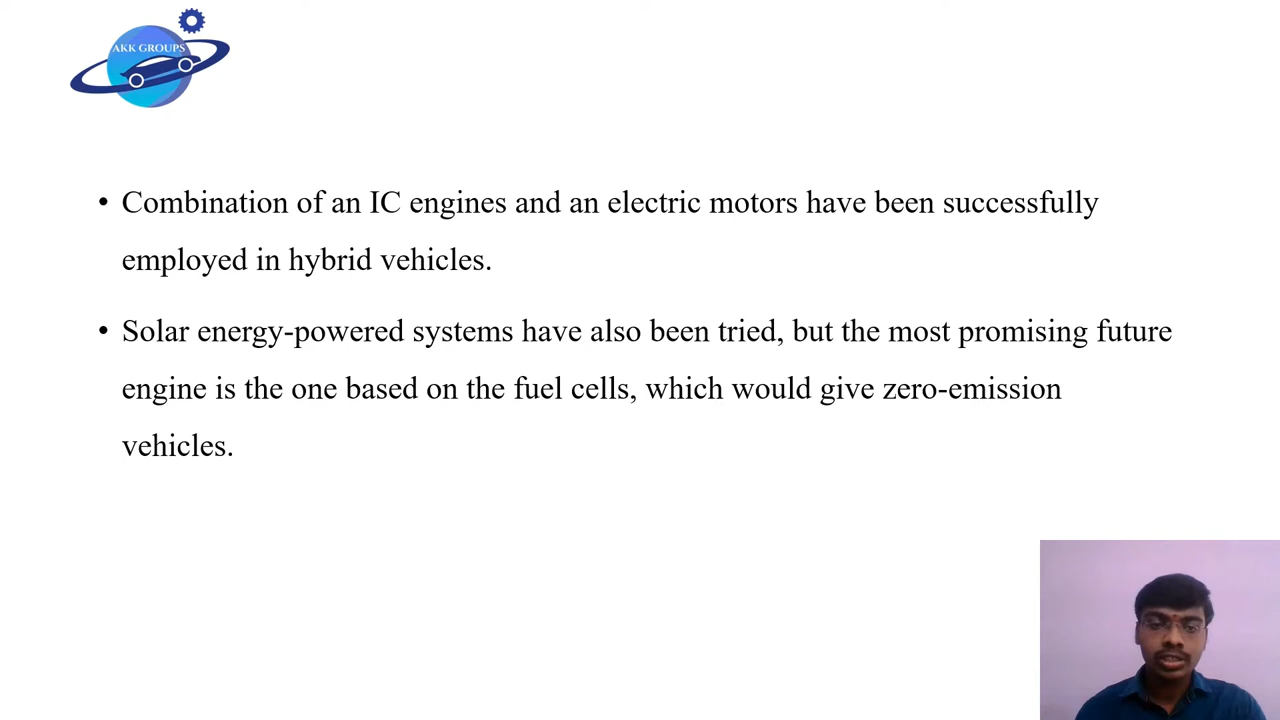 AKK GROUPS
• Combination of an IC engines and an electric motors have been successfully
employed in hybrid vehicles.
• Solar energy-powered systems have also been tried, but the most promising future
engine is the one based on the fuel cells, which would give zero-emission
vehicles.